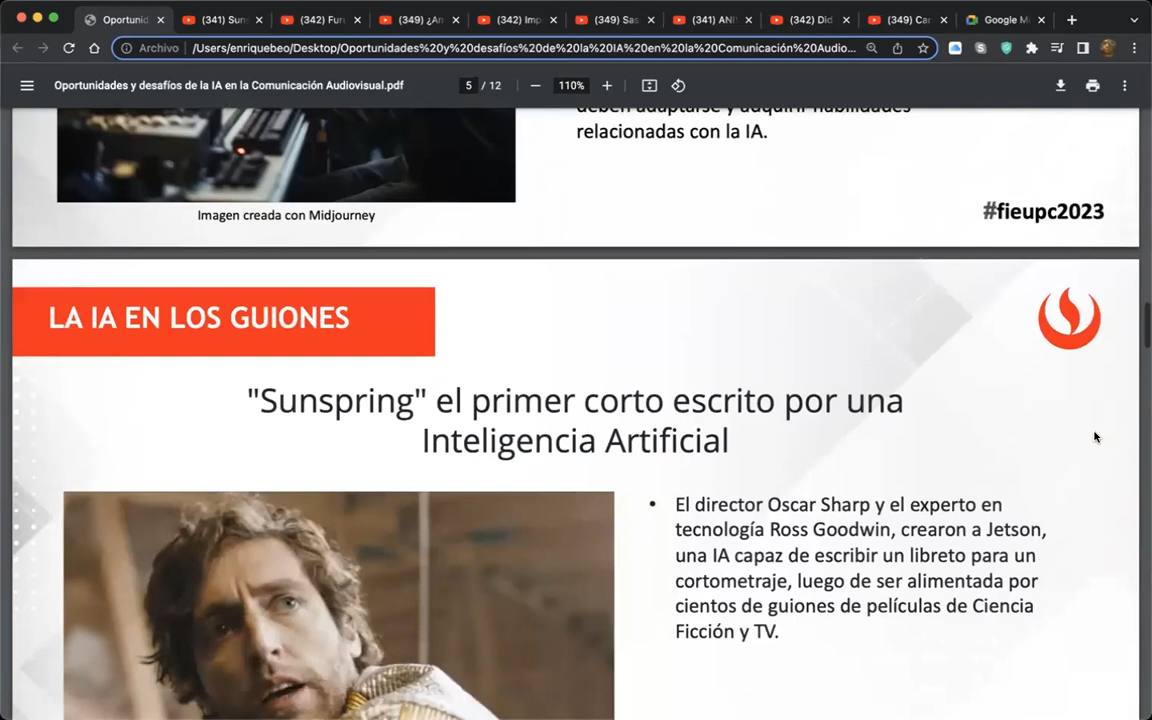 Oportunid
(341) Sun
(342) Fur
(349) ¿An
(342) Imp
(349) Sas
(341) ANI
(342) Did
(349) Car
Google M
Archivo
/Users/enriquebeo/Desktop/Oportunidades%20y%20desafíos%20de%20la%20IA%20en%20la%20Comunicación%20Audio...
Oportunidades y desafíos de la IA en la Comunicación Audiovisual.pdf
5 / 12
110%
deben adaptarse y adquirir habilidades
relacionadas con la IA.
Imagen creada con Midjourney
#fieupc2023
LA IA EN LOS GUIONES
"Sunspring" el primer corto escrito por una
Inteligencia Artificial
• El director Oscar Sharp y el experto en
tecnología Ross Goodwin, crearon a Jetson,
una IA capaz de escribir un libreto para un
cortometraje, luego de ser alimentada por
cientos de guiones de películas de Ciencia
Ficción y TV.